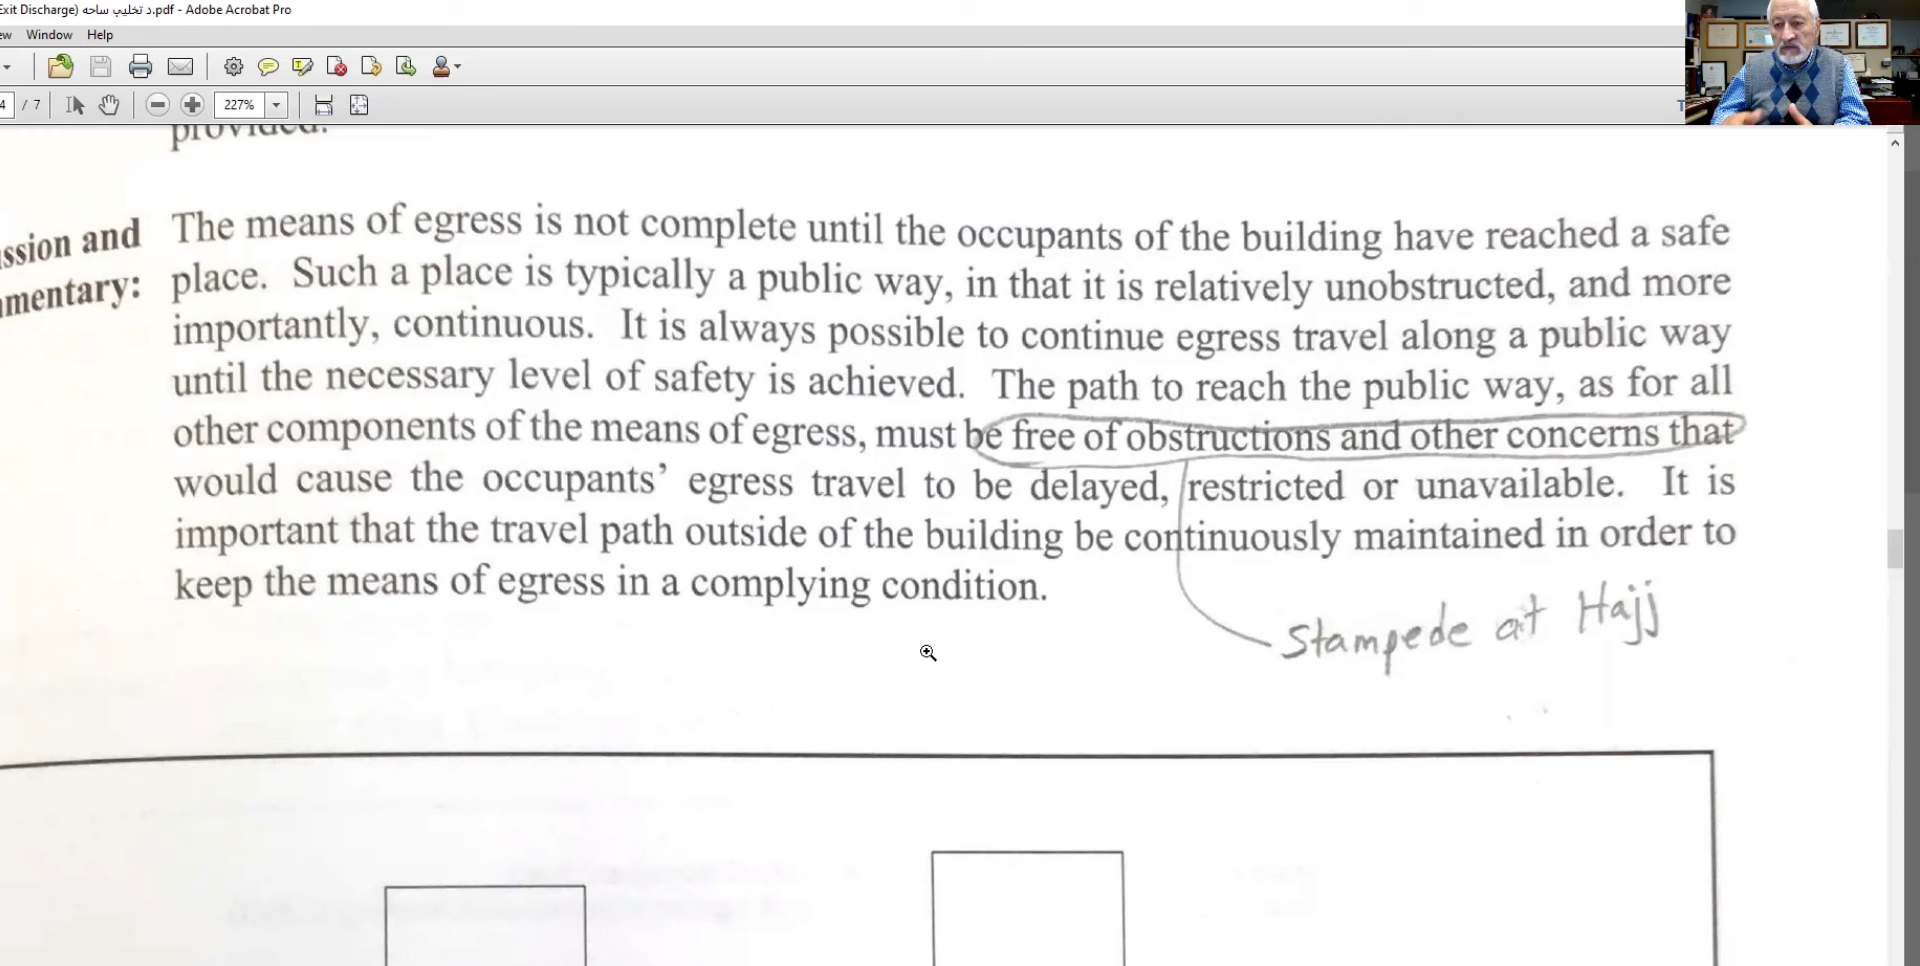 Exit Discharge) د تخلیې ساحه.pdf - Adobe Acrobat Pro
Window Help
4 / 7 227%
provided.
The means of egress is not complete until the occupants of the building have reached a safe
place. Such a place is typically a public way, in that it is relatively unobstructed, and more
importantly, continuous. It is always possible to continue egress travel along a public way
until the necessary level of safety is achieved. The path to reach the public way, as for all
other components of the means of egress, must be free of obstructions and other concerns that
would cause the occupants’ egress travel to be delayed, restricted or unavailable. It is
important that the travel path outside of the building be continuously maintained in order to
keep the means of egress in a complying condition.
Stampede at Hajj